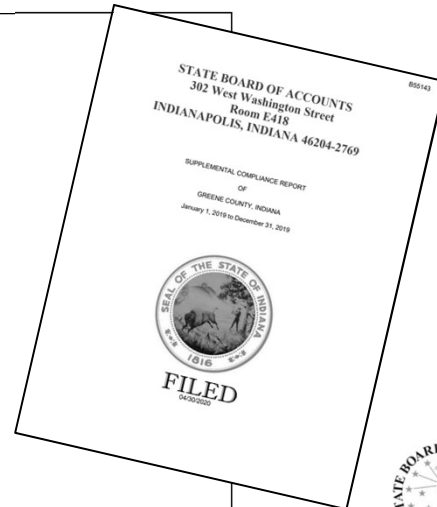 B55143
STATE BOARD OF ACCOUNTS
302 West Washington Street
Room E418
INDIANAPOLIS, INDIANA 46204-2769
SUPPLEMENTAL COMPLIANCE REPORT
OF
GREENE COUNTY, INDIANA
January 1, 2019 to December 31, 2019
SEAL OF THE STATE OF INDIANA
1816
FILED
04/30/2020